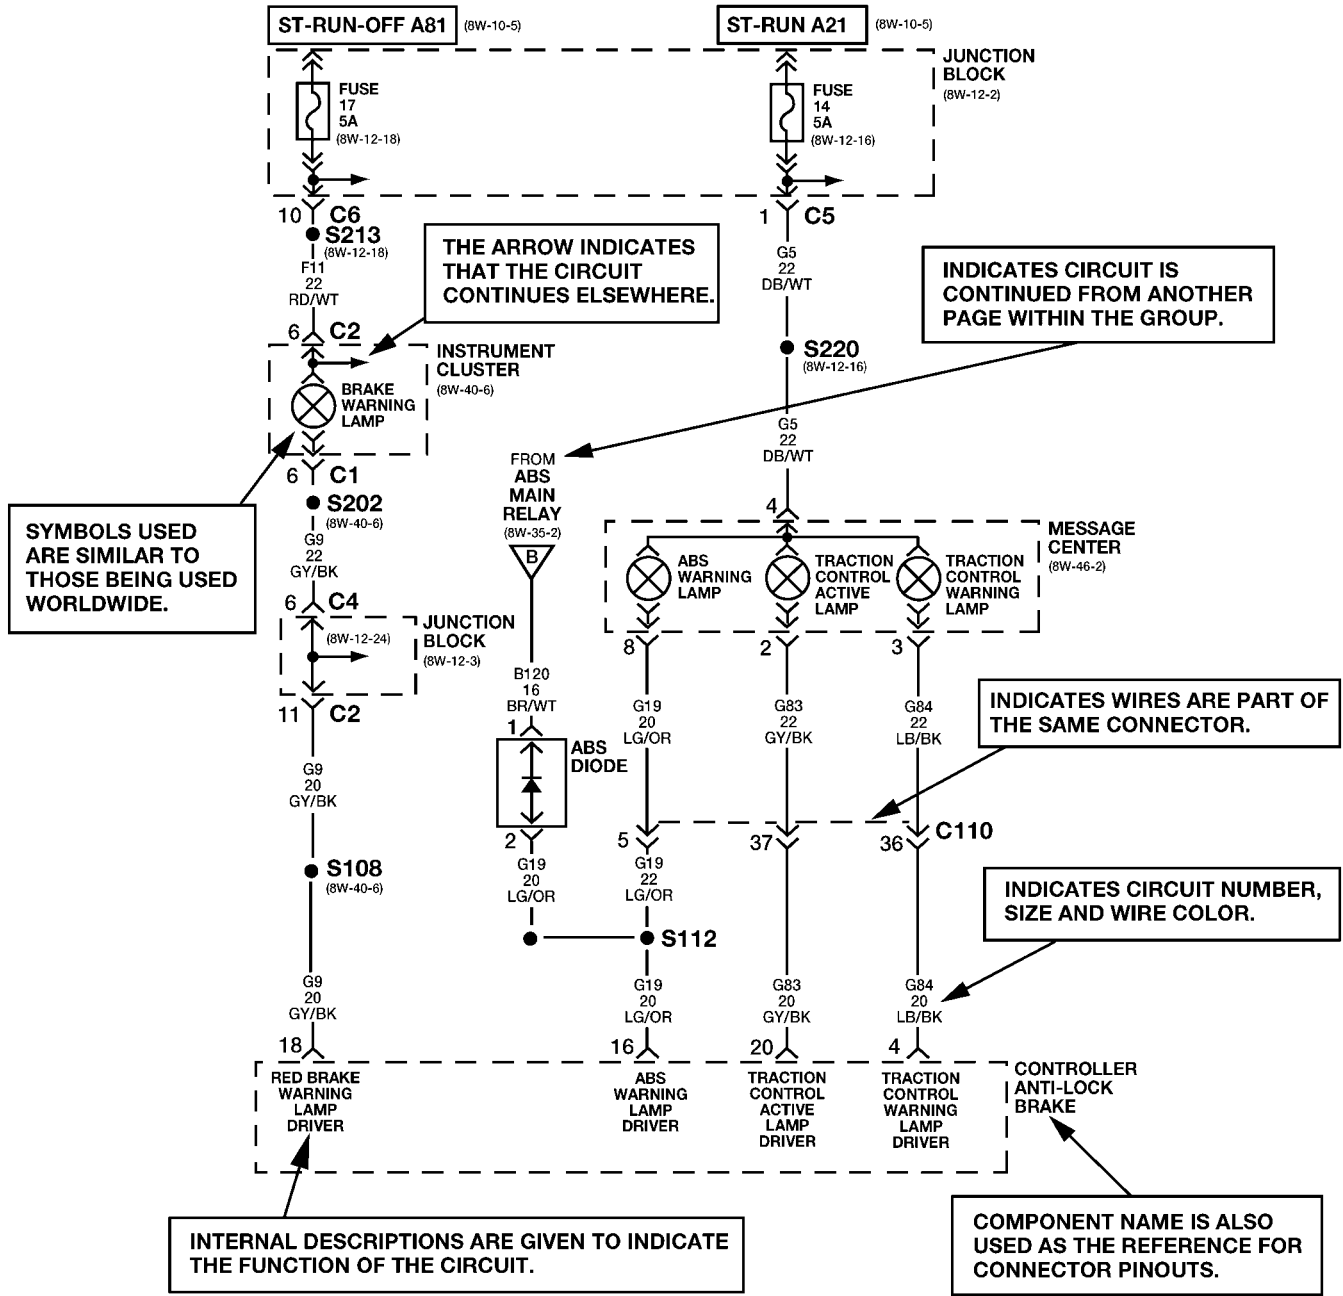 ST-RUN-OFF A81
(8W-10-5)
ST-RUN A21
(8W-10-5)
JUNCTION
BLOCK
(8W-12-2)
FUSE
17
5A
(8W-12-18)
FUSE
14
5A
(8W-12-16)
10
C6
S213
(8W-12-18)
F11
22
RD/WT
6
C2
1
C5
G5
22
DB/WT
S220
(8W-12-16)
G5
22
DB/WT
4
THE ARROW INDICATES
THAT THE CIRCUIT
CONTINUES ELSEWHERE.
INDICATES CIRCUIT IS
CONTINUED FROM ANOTHER
PAGE WITHIN THE GROUP.
INSTRUMENT
CLUSTER
(8W-40-6)
BRAKE
WARNING
LAMP
6
C1
S202
(8W-40-6)
G9
22
GY/BK
6
C4
SYMBOLS USED
ARE SIMILAR TO
THOSE BEING USED
WORLDWIDE.
FROM
ABS
MAIN
RELAY
(8W-35-2)
B
MESSAGE
CENTER
(8W-46-2)
ABS
WARNING
LAMP
TRACTION
CONTROL
ACTIVE
LAMP
TRACTION
CONTROL
WARNING
LAMP
8
2
3
(8W-12-24)
JUNCTION
BLOCK
(8W-12-3)
11
C2
B120
16
BR/WT
1
ABS
DIODE
2
G19
20
LG/OR
G19
20
LG/OR
G83
22
GY/BK
G84
22
LB/BK
INDICATES WIRES ARE PART OF
THE SAME CONNECTOR.
5
37
36
C110
G9
20
GY/BK
S108
(8W-40-6)
G19
22
LG/OR
S112
INDICATES CIRCUIT NUMBER,
SIZE AND WIRE COLOR.
G9
20
GY/BK
G19
20
LG/OR
G83
20
GY/BK
G84
20
LB/BK
18
16
20
4
RED BRAKE
WARNING
LAMP
DRIVER
ABS
WARNING
LAMP
DRIVER
TRACTION
CONTROL
ACTIVE
LAMP
DRIVER
TRACTION
CONTROL
WARNING
LAMP
DRIVER
CONTROLLER
ANTI-LOCK
BRAKE
INTERNAL DESCRIPTIONS ARE GIVEN TO INDICATE
THE FUNCTION OF THE CIRCUIT.
COMPONENT NAME IS ALSO
USED AS THE REFERENCE FOR
CONNECTOR PINOUTS.